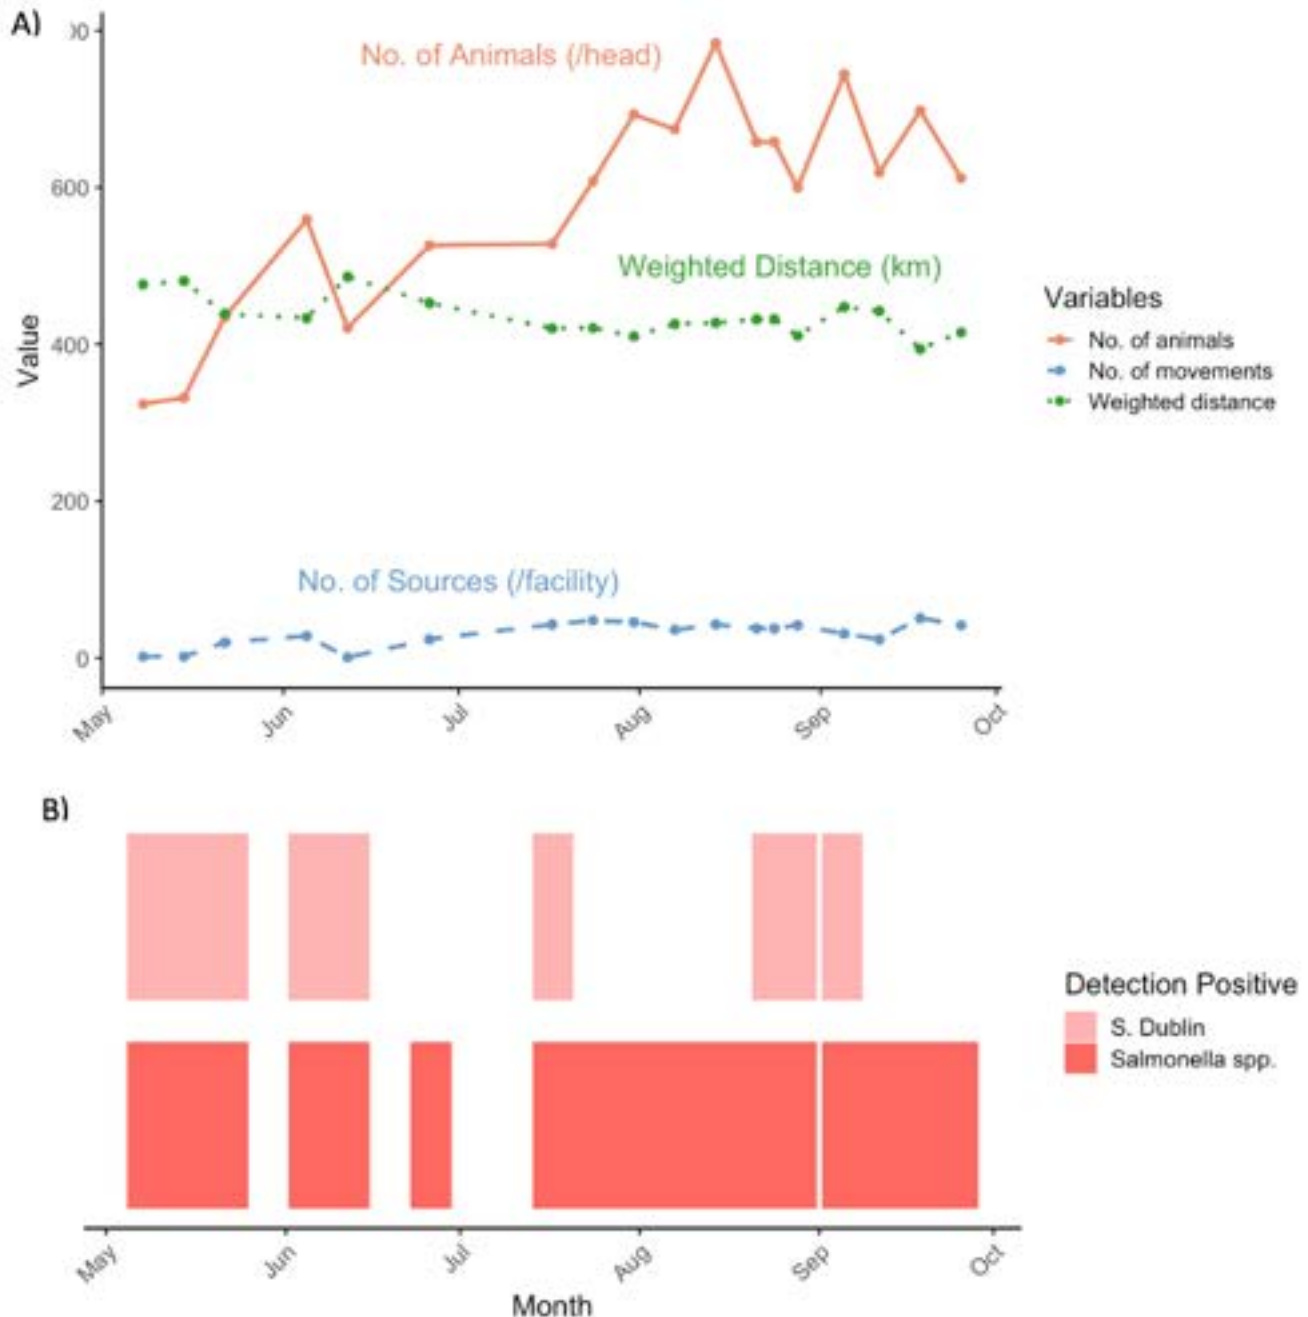 A)
No. of Animals (/head)
600
Weighted Distance (km)
Value
400
200
No. of Sources (/facility)
0
May
Jun
Jul
Aug
Sep
Oct
Variables
No. of animals
No. of movements
Weighted distance
B)
Detection Positive
S. Dublin
Salmonella spp.
May
Jun
Jul
Aug
Sep
Oct
Month